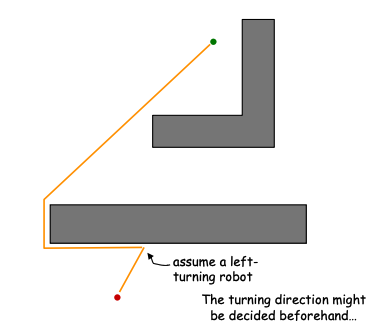 assume a left-
turning robot
The turning direction might
be decided beforehand...